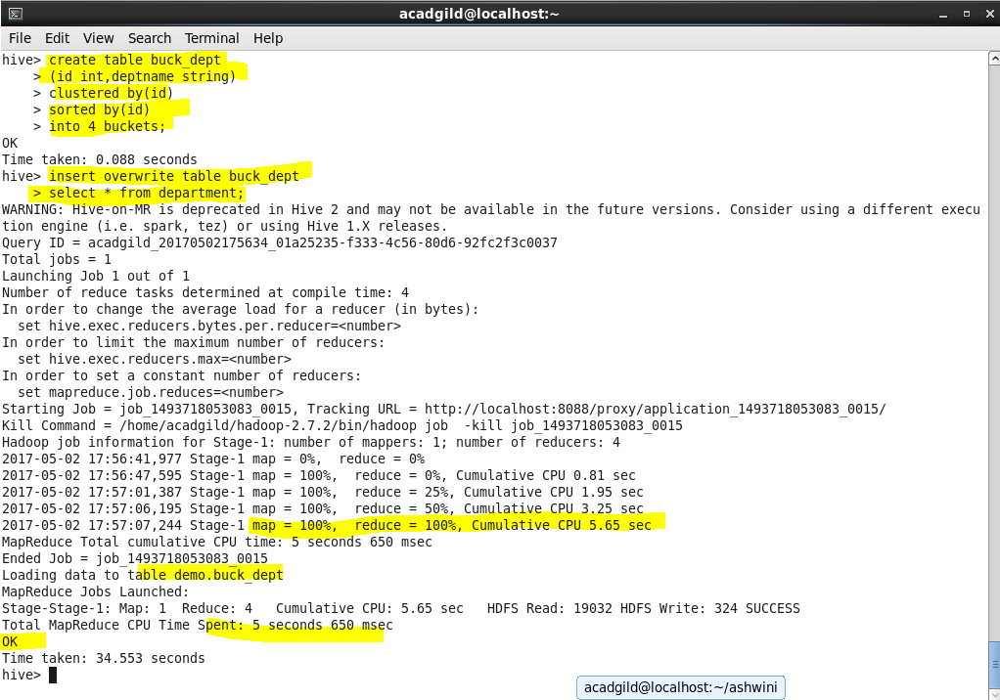 acadgild@localhost:~
File Edit View Search Terminal Help
hive> create table buck_dept
    > (id int,deptname string)
    > clustered by(id)
    > sorted by(id)
    > into 4 buckets;
OK
Time taken: 0.088 seconds
hive> insert overwrite table buck_dept
    > select * from department;
WARNING: Hive-on-MR is deprecated in Hive 2 and may not be available in the future versions. Consider using a different execu
tion engine (i.e. spark, tez) or using Hive 1.X releases.
Query ID = acadgild_20170502175634_01a25235-f333-4c56-80d6-92fc2f3c0037
Total jobs = 1
Launching Job 1 out of 1
Number of reduce tasks determined at compile time: 4
In order to change the average load for a reducer (in bytes):
  set hive.exec.reducers.bytes.per.reducer=<number>
In order to limit the maximum number of reducers:
  set hive.exec.reducers.max=<number>
In order to set a constant number of reducers:
  set mapreduce.job.reduces=<number>
Starting Job = job_1493718053083_0015, Tracking URL = http://localhost:8088/proxy/application_1493718053083_0015/
Kill Command = /home/acadgild/hadoop-2.7.2/bin/hadoop job  -kill job_1493718053083_0015
Hadoop job information for Stage-1: number of mappers: 1; number of reducers: 4
2017-05-02 17:56:41,977 Stage-1 map = 0%,  reduce = 0%
2017-05-02 17:56:47,595 Stage-1 map = 100%,  reduce = 0%, Cumulative CPU 0.81 sec
2017-05-02 17:57:01,387 Stage-1 map = 100%,  reduce = 25%, Cumulative CPU 1.95 sec
2017-05-02 17:57:06,195 Stage-1 map = 100%,  reduce = 50%, Cumulative CPU 3.25 sec
2017-05-02 17:57:07,244 Stage-1 map = 100%,  reduce = 100%, Cumulative CPU 5.65 sec
MapReduce Total cumulative CPU time: 5 seconds 650 msec
Ended Job = job_1493718053083_0015
Loading data to table demo.buck_dept
MapReduce Jobs Launched:
Stage-Stage-1: Map: 1  Reduce: 4   Cumulative CPU: 5.65 sec   HDFS Read: 19032 HDFS Write: 324 SUCCESS
Total MapReduce CPU Time Spent: 5 seconds 650 msec
OK
Time taken: 34.553 seconds
hive>
acadgild@localhost:~/ashwini